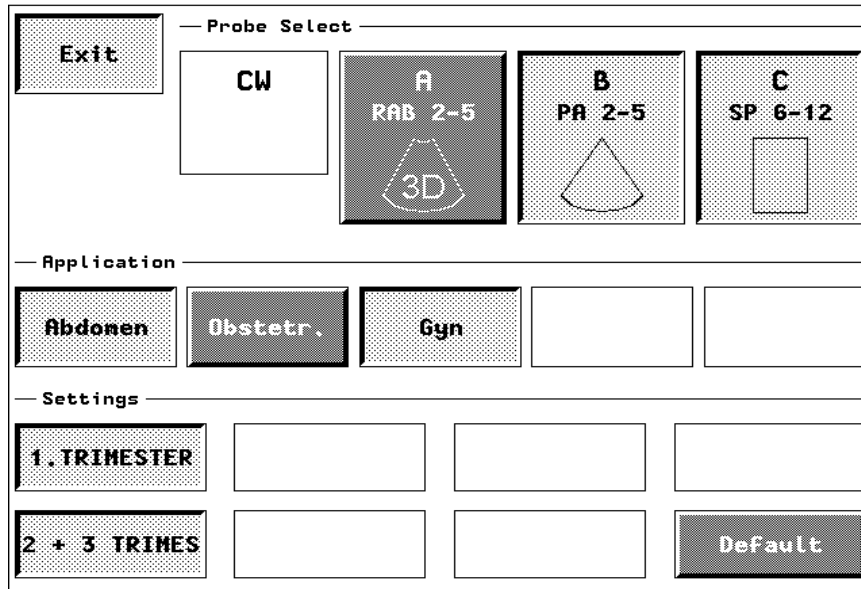 Exit
Probe Select
CW
A
RAB 2-5
3D
B
PA 2-5
C
SP 6-12
Application
Abdomen
Obstetr.
Gyn
Settings
1.TRIMESTER
2 + 3 TRIMES
Default